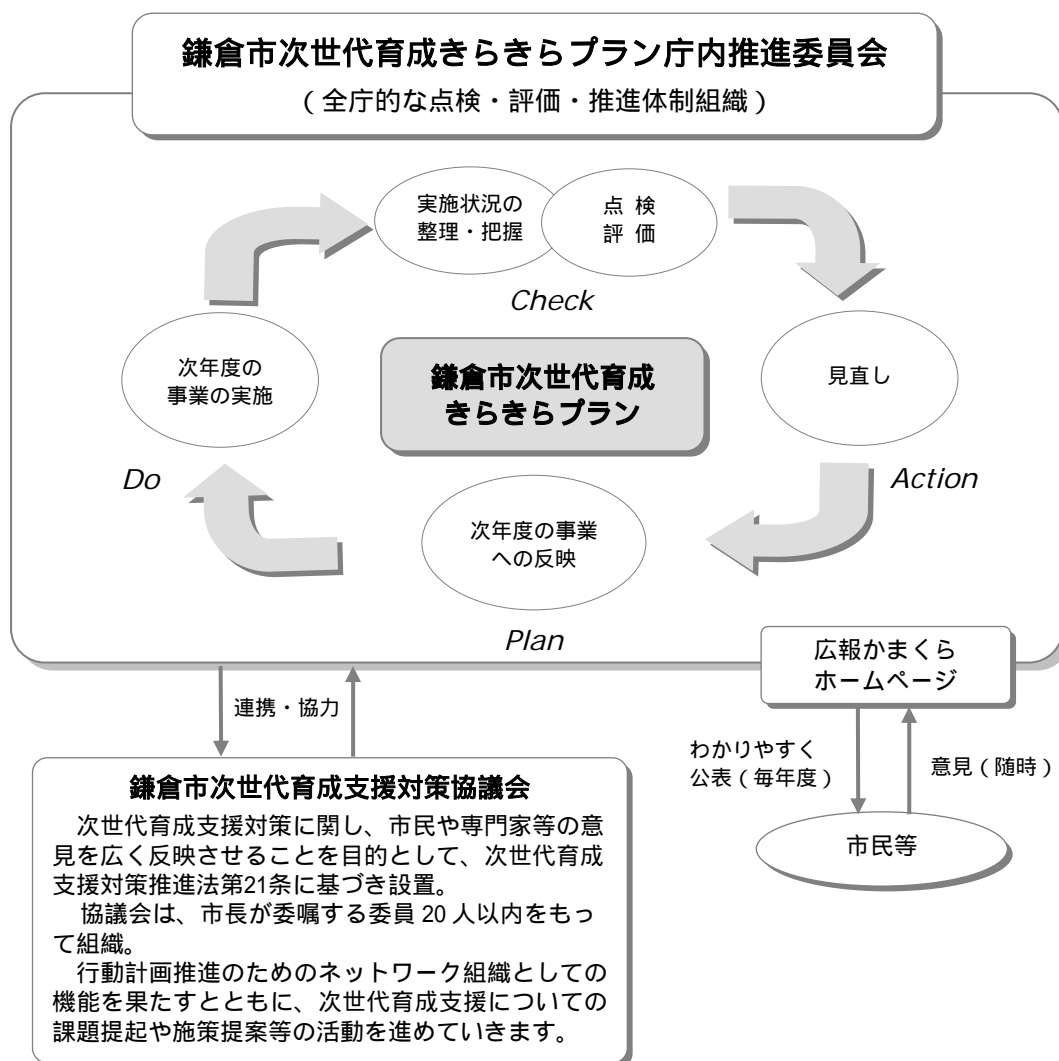 鎌倉市次世代育成きらきらプラン庁内推進委員会
（全庁的な点検・評価・推進体制組織）
実施状況の
整理・把握
点 検
評 価
Check
次年度の
事業の実施
鎌倉市次世代育成
きらきらプラン
見直し
Do
Action
次年度の事業
への反映
Plan
広報かまくら
ホームページ
連携・協力
わかりやすく
公表（毎年度）
意見（随時）
市民等
鎌倉市次世代育成支援対策協議会
次世代育成支援対策に関し、市民や専門家等の意
見を広く反映させることを目的として、次世代育成
支援対策推進法第21条に基づき設置。
協議会は、市長が委嘱する委員 20 人以内をもっ
て組織。
行動計画推進のためのネットワーク組織としての
機能を果たすとともに、次世代育成支援についての
課題提起や施策提案等の活動を進めていきます。